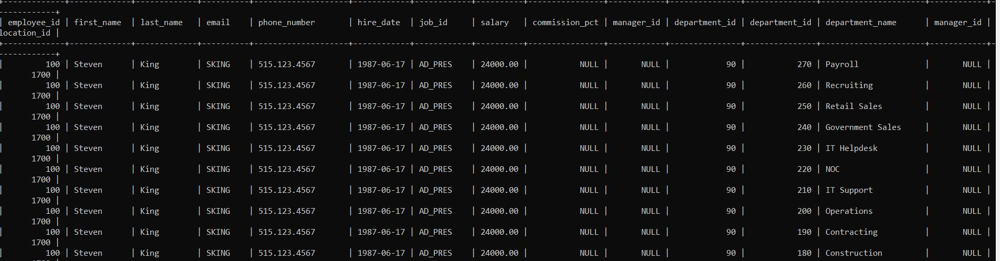 +-------------+------------+-------------+----------+--------------------+------------+------------+----------+----------------+------------+---------------+---------------+----------------------+------------+-
------------+
| employee_id | first_name  | last_name   | email    | phone_number       | hire_date  | job_id     | salary   | commission_pct | manager_id | department_id | department_id | department_name      | manager_id |
location_id |
+-------------+------------+-------------+----------+--------------------+------------+------------+----------+----------------+------------+---------------+---------------+----------------------+------------+-
------------+
|         100 | Steven      | King        | SKING    | 515.123.4567       | 1987-06-17 | AD_PRES    | 24000.00 |           NULL |       NULL |            90 |           270 | Payroll              |       NULL |
       1700 |
|         100 | Steven      | King        | SKING    | 515.123.4567       | 1987-06-17 | AD_PRES    | 24000.00 |           NULL |       NULL |            90 |           260 | Recruiting           |       NULL |
       1700 |
|         100 | Steven      | King        | SKING    | 515.123.4567       | 1987-06-17 | AD_PRES    | 24000.00 |           NULL |       NULL |            90 |           250 | Retail Sales         |       NULL |
       1700 |
|         100 | Steven      | King        | SKING    | 515.123.4567       | 1987-06-17 | AD_PRES    | 24000.00 |           NULL |       NULL |            90 |           240 | Government Sales     |       NULL |
       1700 |
|         100 | Steven      | King        | SKING    | 515.123.4567       | 1987-06-17 | AD_PRES    | 24000.00 |           NULL |       NULL |            90 |           230 | IT Helpdesk          |       NULL |
       1700 |
|         100 | Steven      | King        | SKING    | 515.123.4567       | 1987-06-17 | AD_PRES    | 24000.00 |           NULL |       NULL |            90 |           220 | NOC                  |       NULL |
       1700 |
|         100 | Steven      | King        | SKING    | 515.123.4567       | 1987-06-17 | AD_PRES    | 24000.00 |           NULL |       NULL |            90 |           210 | IT Support           |       NULL |
       1700 |
|         100 | Steven      | King        | SKING    | 515.123.4567       | 1987-06-17 | AD_PRES    | 24000.00 |           NULL |       NULL |            90 |           200 | Operations           |       NULL |
       1700 |
|         100 | Steven      | King        | SKING    | 515.123.4567       | 1987-06-17 | AD_PRES    | 24000.00 |           NULL |       NULL |            90 |           190 | Contracting          |       NULL |
       1700 |
|         100 | Steven      | King        | SKING    | 515.123.4567       | 1987-06-17 | AD_PRES    | 24000.00 |           NULL |       NULL |            90 |           180 | Construction         |       NULL |